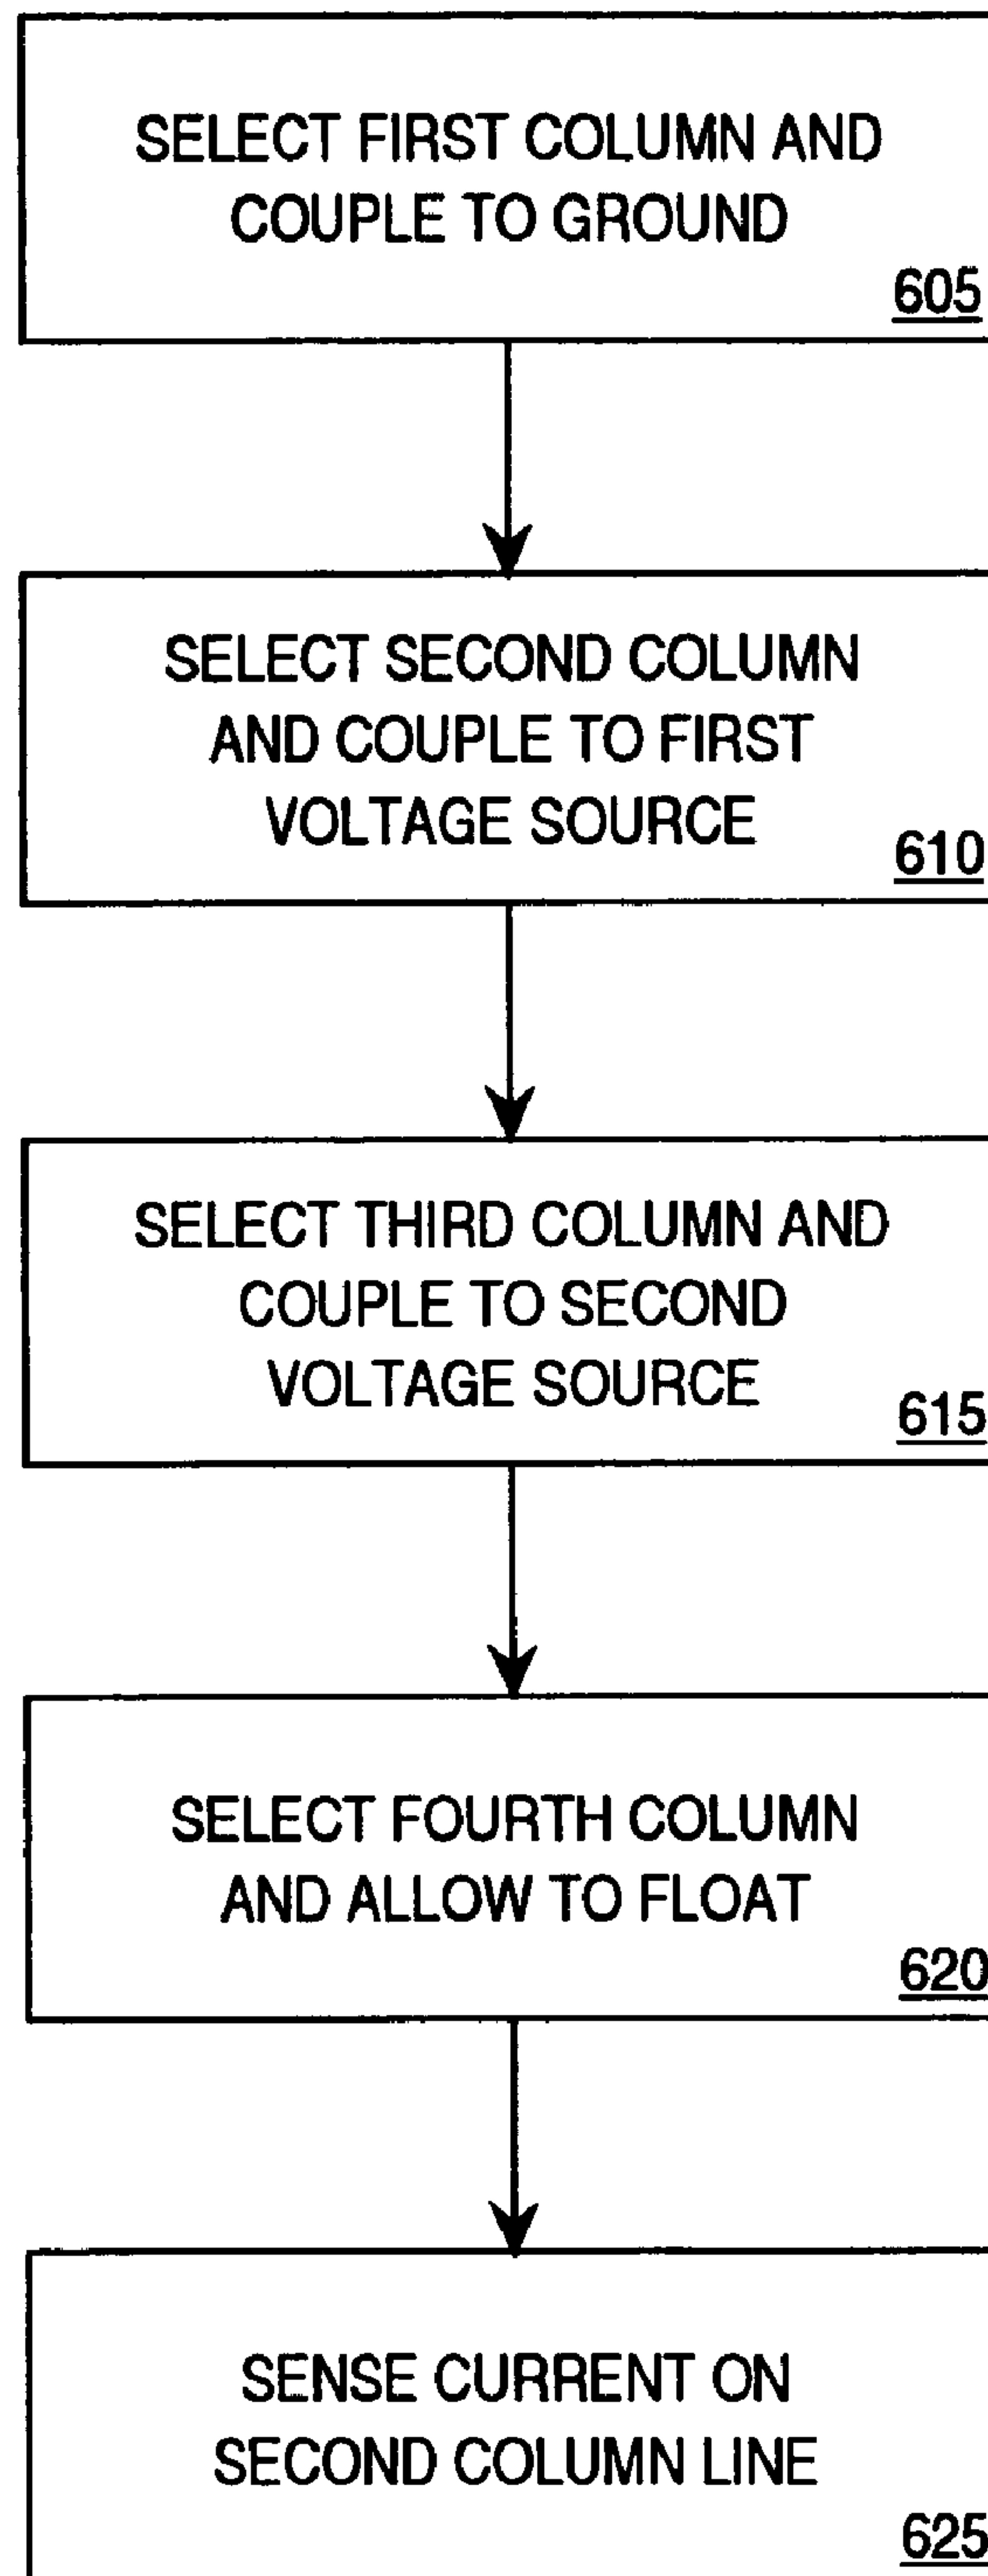 SELECT FIRST COLUMN AND
COUPLE TO GROUND
605
SELECT SECOND COLUMN
AND COUPLE TO FIRST
VOLTAGE SOURCE
610
SELECT THIRD COLUMN AND
COUPLE TO SECOND
VOLTAGE SOURCE
615
SELECT FOURTH COLUMN
AND ALLOW TO FLOAT
620
SENSE CURRENT ON
SECOND COLUMN LINE
625